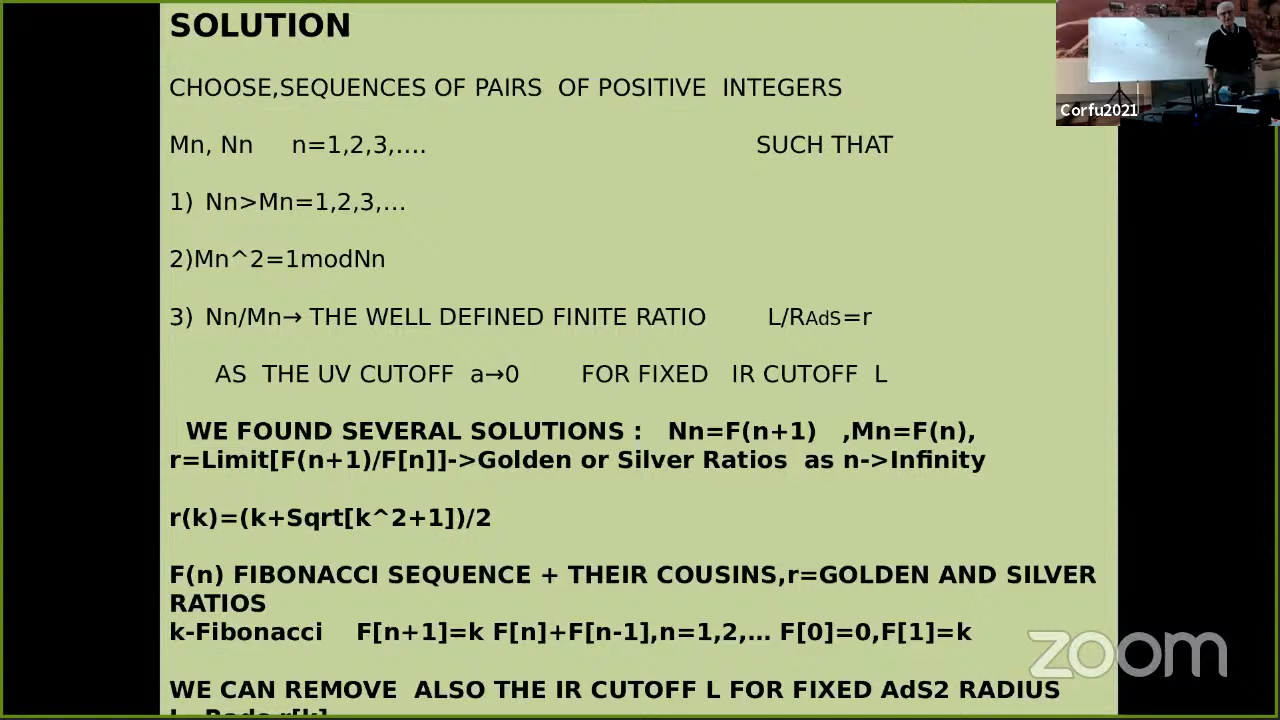 SOLUTION
CHOOSE,SEQUENCES OF PAIRS OF POSITIVE INTEGERS
Mn, Nn n=1,2,3,.... SUCH THAT
1) Nn>Mn=1,2,3,...
2)Mn^2=1modNn
3) Nn/Mn→ THE WELL DEFINED FINITE RATIO L/RAdS=r
AS THE UV CUTOFF a→0 FOR FIXED IR CUTOFF L
WE FOUND SEVERAL SOLUTIONS : Nn=F(n+1) ,Mn=F(n),
r=Limit[F(n+1)/F[n]]->Golden or Silver Ratios as n->Infinity
r(k)=(k+Sqrt[k^2+1])/2
F(n) FIBONACCI SEQUENCE + THEIR COUSINS,r=GOLDEN AND SILVER
RATIOS
k-Fibonacci F[n+1]=k F[n]+F[n-1],n=1,2,... F[0]=0,F[1]=k
WE CAN REMOVE ALSO THE IR CUTOFF L FOR FIXED AdS2 RADIUS
Corfu2021
zoom